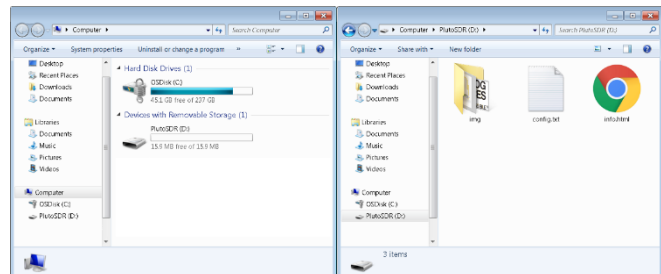 Computer
Search Computer
Organize
System properties
Uninstall or change a program
»
Desktop
Recent Places
Downloads
Documents
Libraries
Documents
Music
Pictures
Videos
Computer
OSDisk (C:)
PlutoSDR (D:)
Hard Disk Drives (1)
OSDisk (C:)
45.1 GB free of 237 GB
Devices with Removable Storage (1)
PlutoSDR (D:)
15.9 MB free of 15.9 MB
Computer
PlutoSDR (D:)
Search PlutoSDR (D:)
Organize
Share with
New folder
Desktop
Recent Places
Downloads
Documents
Libraries
Documents
Music
Pictures
Videos
Computer
OSDisk (C:)
PlutoSDR (D:)
img
config.txt
info.html
3 items